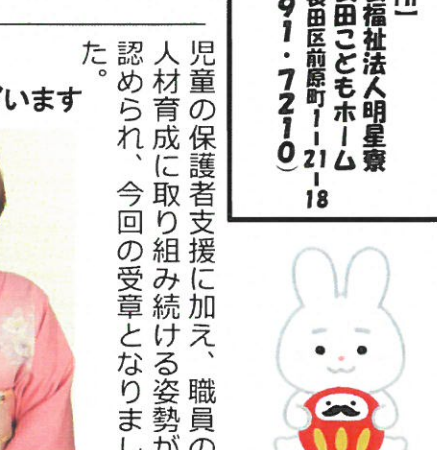 】
福祉法人明星寮
田こどもホーム
田区前原町1-21-18
91・7210)
います
児童の保護者支援に加え、職員の
人材育成に取り組み続ける姿勢が
認められ、今回の受章となりまし
た。